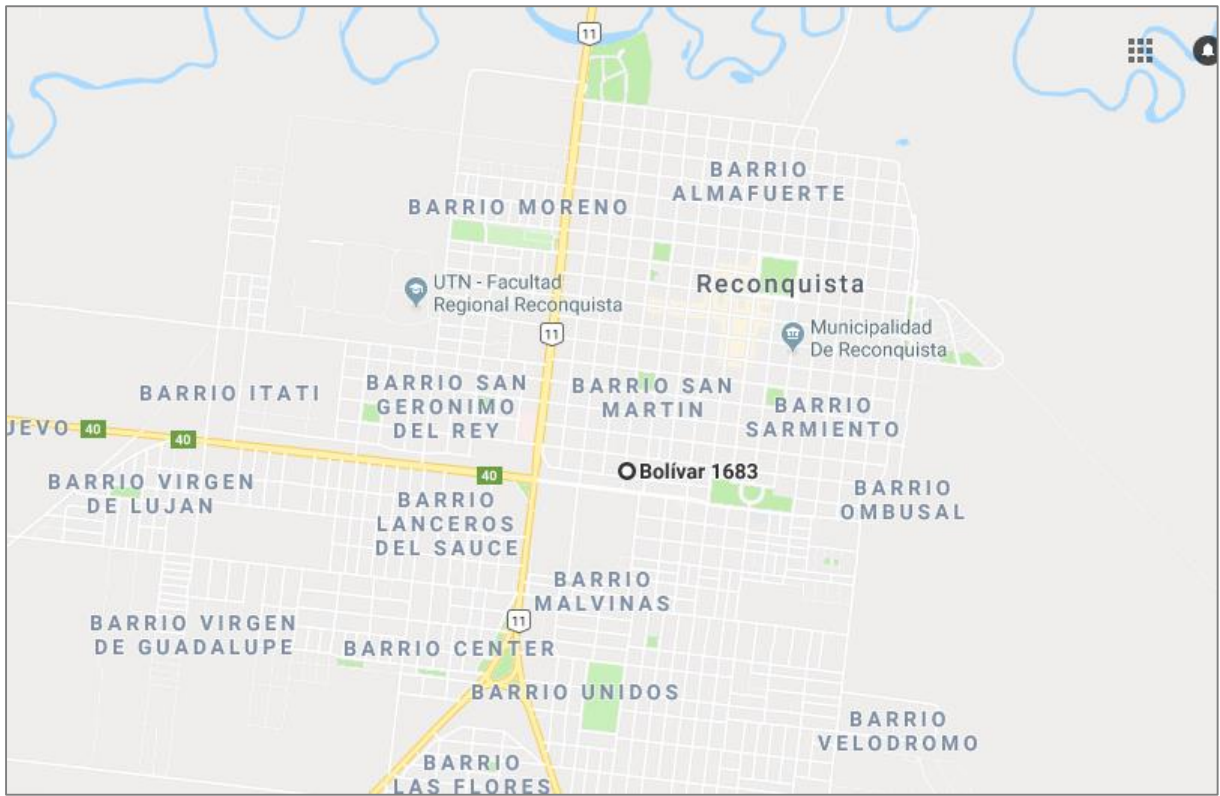 11
BARRIO
ALMAFUERTE
BARRIO MORENO
UTN - Facultad
Regional Reconquista
Reconquista
11
Municipalidad
De Reconquista
BARRIO ITATI
BARRIO SAN
GERONIMO
DEL REY
BARRIO SAN
MARTIN
BARRIO
SARMIENTO
UEVO
40
40
40
Bolívar 1683
BARRIO VIRGEN
DE LUJAN
BARRIO
LANCEROS
DEL SAUCE
BARRIO
OMBUSAL
BARRIO
MALVINAS
11
BARRIO VIRGEN
DE GUADALUPE
BARRIO CENTER
BARRIO UNIDOS
BARRIO
VELODROMO
BARRIO
LAS FLORES